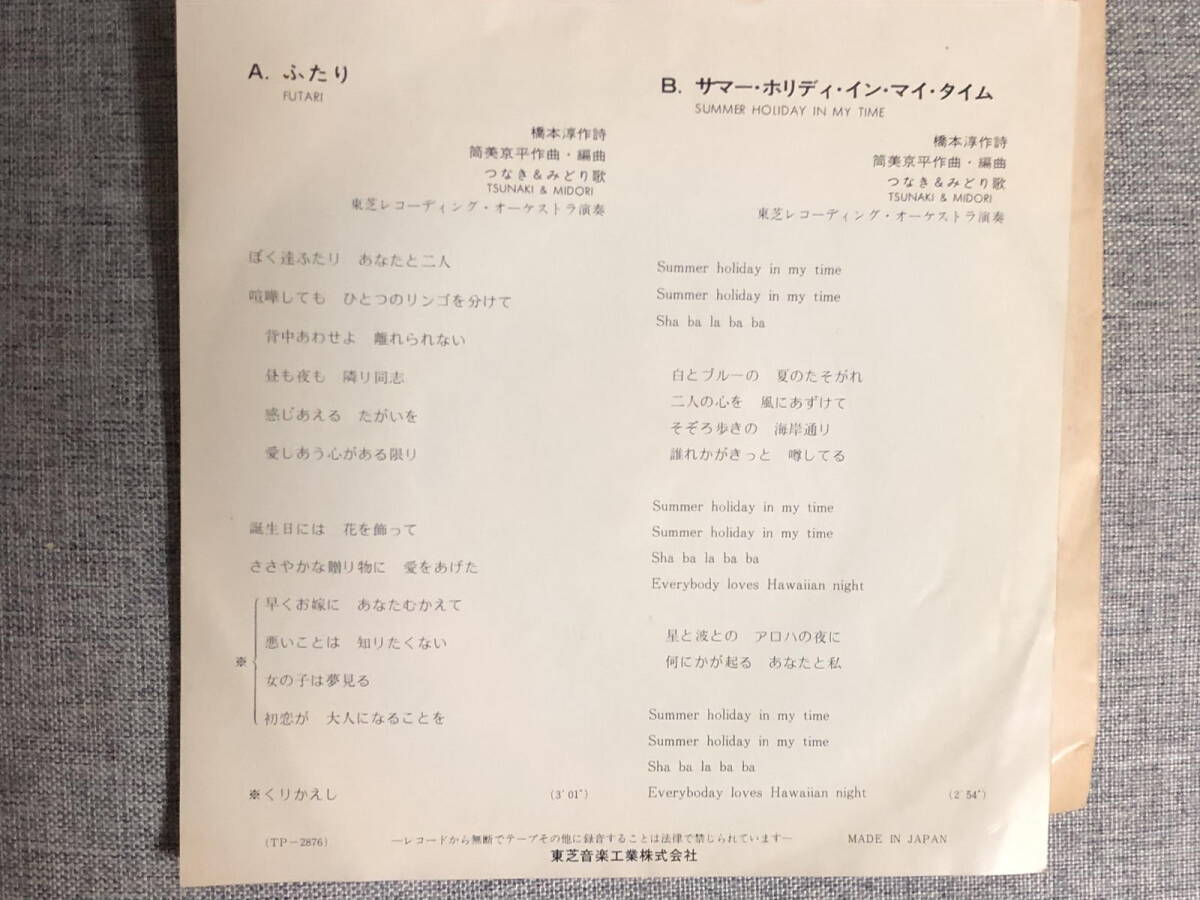 A. ふたり
FUTARI
橋本淳作詩
筒美京平作曲・編曲
つなき&みどり歌
TSUNAKI & MIDORI
東芝レコーディング・オーケストラ演奏
ぼく達ふたり あなたと二人
喧嘩しても ひとつのリンゴを分けて
背中あわせよ 離れられない
昼も夜も 隣り同志
感じあえる たがいを
愛しあう心がある限り
誕生日には 花を飾って
ささやかな贈り物に 愛をあげた
早くお嫁に あなたむかえて
悪いことは 知りたくない
※
女の子は夢見る
初恋が 大人になることを
※くりかえし
(3′01″)
B. サマー・ホリディ・イン・マイ・タイム
SUMMER HOLIDAY IN MY TIME
橋本淳作詩
筒美京平作曲・編曲
つなき&みどり歌
TSUNAKI & MIDORI
東芝レコーディング・オーケストラ演奏
Summer holiday in my time
Summer holiday in my time
Sha ba la ba ba
白とブルーの 夏のたそがれ
二人の心を 風にあずけて
そぞろ歩きの 海岸通り
誰れかがきっと 噂してる
Summer holiday in my time
Summer holiday in my time
Sha ba la ba ba
Everybody loves Hawaiian night
星と波との アロハの夜に
何にかが起る あなたと私
Summer holiday in my time
Summer holiday in my time
Sha ba la ba ba
Everyboday loves Hawaiian night
(2′54″)
(TP-2876)
―レコードから無断でテープその他に録音することは法律で禁じられています―
MADE IN JAPAN
東芝音楽工業株式会社